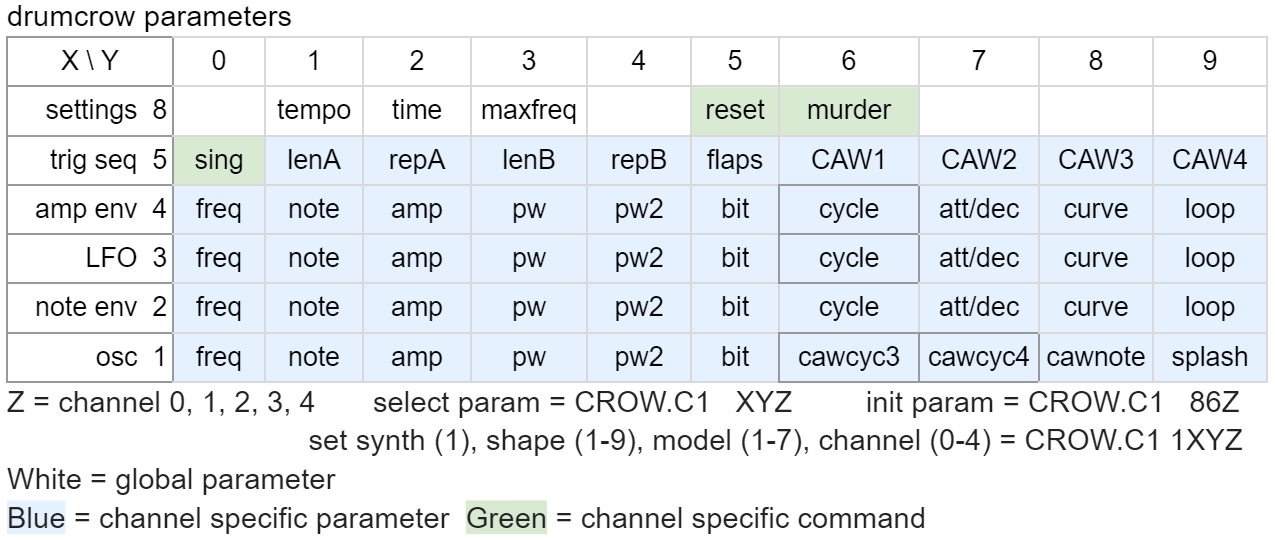 drumcrow parameters
X \ Y 0 1 2 3 4 5 6 7 8 9
settings 8 tempo time maxfreq reset murder
trig seq 5 sing lenA repA lenB repB flaps CAW1 CAW2 CAW3 CAW4
amp env 4 freq note amp pw pw2 bit cycle att/dec curve loop
LFO 3 freq note amp pw pw2 bit cycle att/dec curve loop
note env 2 freq note amp pw pw2 bit cycle att/dec curve loop
osc 1 freq note amp pw pw2 bit cawcyc3 cawcyc4 cawnote splash
Z = channel 0, 1, 2, 3, 4 select param = CROW.C1 XYZ init param = CROW.C1 86Z
set synth (1), shape (1-9), model (1-7), channel (0-4) = CROW.C1 1XYZ
White = global parameter
Blue = channel specific parameter Green = channel specific command